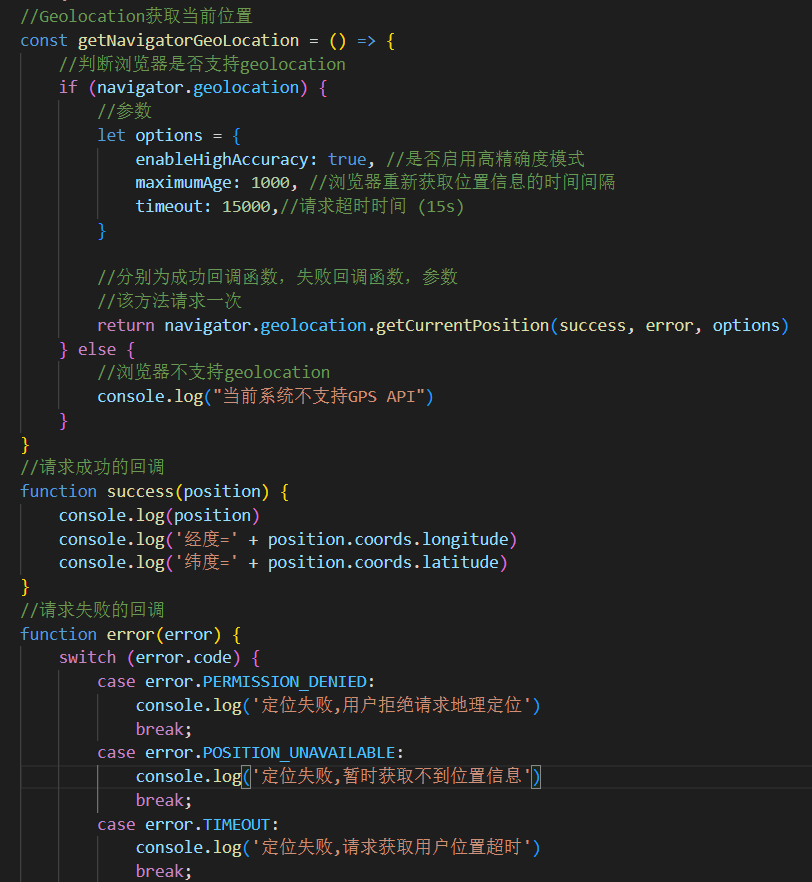 //Geolocation获取当前位置
const getNavigatorGeoLocation = () => {
    //判断浏览器是否支持geolocation
    if (navigator.geolocation) {
        //参数
        let options = {
            enableHighAccuracy: true, //是否启用高精确度模式
            maximumAge: 1000, //浏览器重新获取位置信息的时间间隔
            timeout: 15000,//请求超时时间 (15s)
        }
        //分别为成功回调函数，失败回调函数，参数
        //该方法请求一次
        return navigator.geolocation.getCurrentPosition(success, error, options)
    } else {
        //浏览器不支持geolocation
        console.log("当前系统不支持GPS API")
    }
}
//请求成功的回调
function success(position) {
    console.log(position)
    console.log('经度=' + position.coords.longitude)
    console.log('纬度=' + position.coords.latitude)
}
//请求失败的回调
function error(error) {
    switch (error.code) {
        case error.PERMISSION_DENIED:
            console.log('定位失败,用户拒绝请求地理定位')
            break;
        case error.POSITION_UNAVAILABLE:
            console.log('定位失败,暂时获取不到位置信息')
            break;
        case error.TIMEOUT:
            console.log('定位失败,请求获取用户位置超时')
            break;